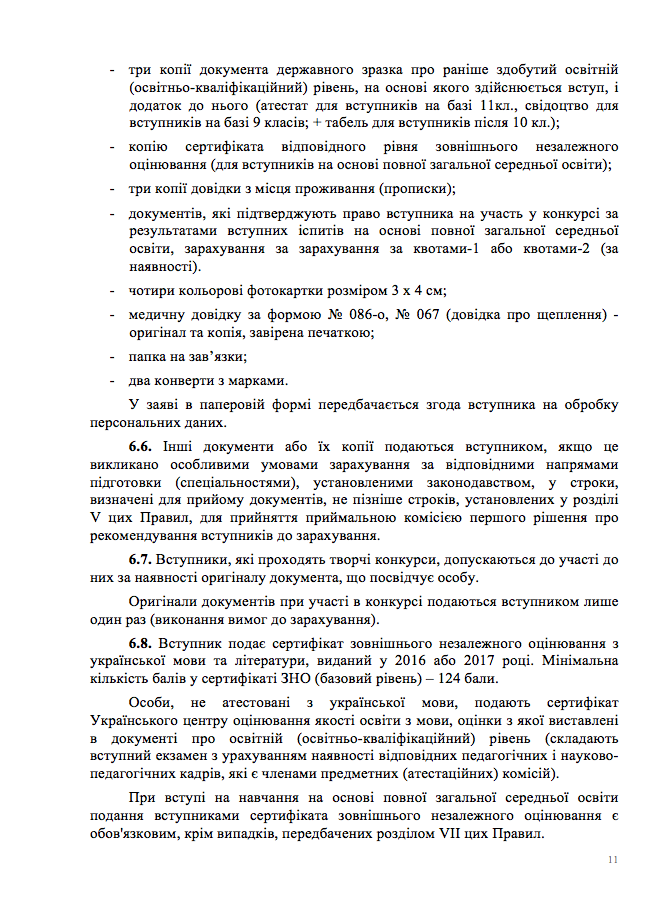 - три копії документа державного зразка про раніше здобутий освітній
(освітньо-кваліфікаційний) рівень, на основі якого здійснюється вступ, і
додаток до нього (атестат для вступників на базі 11кл., свідоцтво для
вступників на базі 9 класів; + табель для вступників після 10 кл.);
- копію сертифіката відповідного рівня зовнішнього незалежного
оцінювання (для вступників на основі повної загальної середньої освіти);
- три копії довідки з місця проживання (прописки);
- документів, які підтверджують право вступника на участь у конкурсі за
результатами вступних іспитів на основі повної загальної середньої
освіти, зарахування за зарахування за квотами-1 або квотами-2 (за
наявності).
- чотири кольорові фотокартки розміром 3 х 4 см;
- медичну довідку за формою № 086-о, № 067 (довідка про щеплення) -
оригінал та копія, завірена печаткою;
- папка на зав’язки;
- два конверти з марками.
У заяві в паперовій формі передбачається згода вступника на обробку
персональних даних.
6.6. Інші документи або їх копії подаються вступником, якщо це
викликано особливими умовами зарахування за відповідними напрямами
підготовки (спеціальностями), установленими законодавством, у строки,
визначені для прийому документів, не пізніше строків, установлених у розділі
V цих Правил, для прийняття приймальною комісією першого рішення про
рекомендування вступників до зарахування.
6.7. Вступники, які проходять творчі конкурси, допускаються до участі до
них за наявності оригіналу документа, що посвідчує особу.
Оригінали документів при участі в конкурсі подаються вступником лише
один раз (виконання вимог до зарахування).
6.8. Вступник подає сертифікат зовнішнього незалежного оцінювання з
української мови та літератури, виданий у 2016 або 2017 році. Мінімальна
кількість балів у сертифікаті ЗНО (базовий рівень) – 124 бали.
Особи, не атестовані з української мови, подають сертифікат
Українського центру оцінювання якості освіти з мови, оцінки з якої виставлені
в документі про освітній (освітньо-кваліфікаційний) рівень (складають
вступний екзамен з урахуванням наявності відповідних педагогічних і науково-
педагогічних кадрів, які є членами предметних (атестаційних) комісій).
При вступі на навчання на основі повної загальної середньої освіти
подання вступниками сертифіката зовнішнього незалежного оцінювання є
обов'язковим, крім випадків, передбачених розділом VII цих Правил.
11